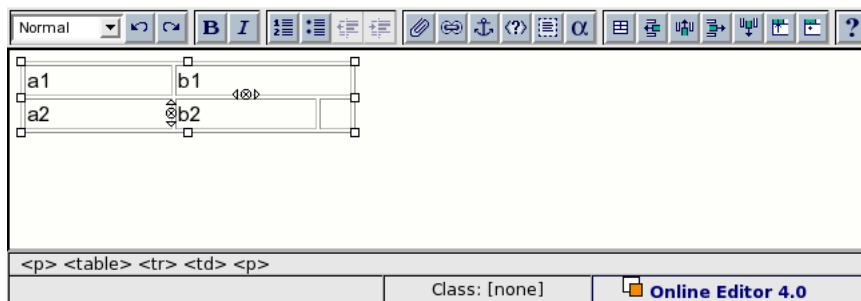 Normal B I α ?
a1 b1
a2 b2
<p> <table> <tr> <td> <p>
Class: [none] Online Editor 4.0